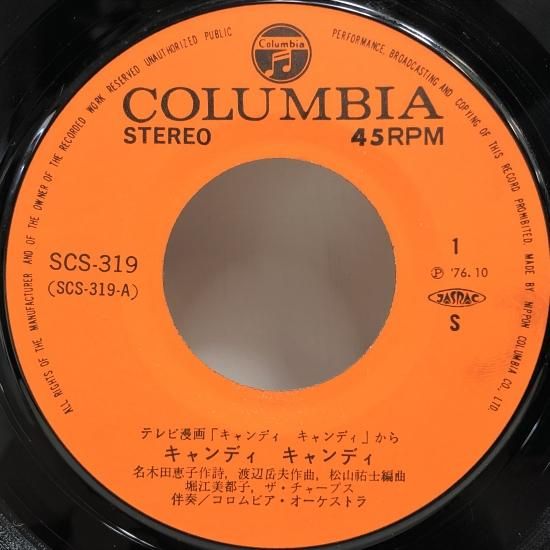 ALL RIGHTS OF THE MANUFACTURER AND OF THE OWNER OF THE RECORDED WORK RESERVED UNAUTHORIZED PUBLIC PERFORMANCE, BROADCASTING AND COPYING OF THIS RECORD PROHIBITED. MADE BY NIPPON COLUMBIA CO., LTD.
Columbia
COLUMBIA
STEREO 45RPM
SCS-319
(SCS-319-A)
1
Ⓟ '76.10
JASRAC
S
テレビ漫画「キャンディ キャンディ」から
キャンディ キャンディ
名木田恵子作詩, 渡辺岳夫作曲, 松山祐士編曲
堀江美都子, ザ・チャープス
伴奏/コロムビア・オーケストラ